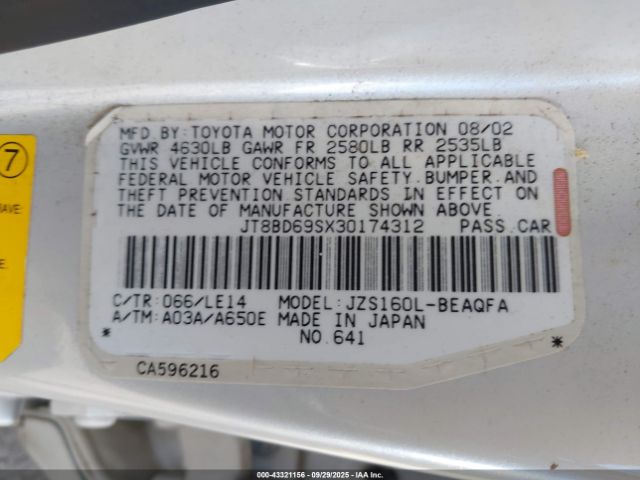 MFD.BY:TOYOTA MOTOR CORPORATION 08/02
GVWR 4630LB GAWR FR 2580LB RR 2535LB
THIS VEHICLE CONFORMS TO ALL APPLICABLE
FEDERAL MOTOR VEHICLE SAFETY,BUMPER,AND
THEFT PREVENTION STANDARDS IN EFFECT ON
THE DATE OF MANUFACTURE SHOWN ABOVE.
JT8BD69SX30174312 PASS.CAR
C/TR:066/LE14 MODEL:JZS160L-BEAQFA
A/TM:A03A/A650E MADE IN JAPAN
* NO.641 *
CA596216
7
AVE:
E.
000-43321156 - 09/29/2025 - IAAI.COM